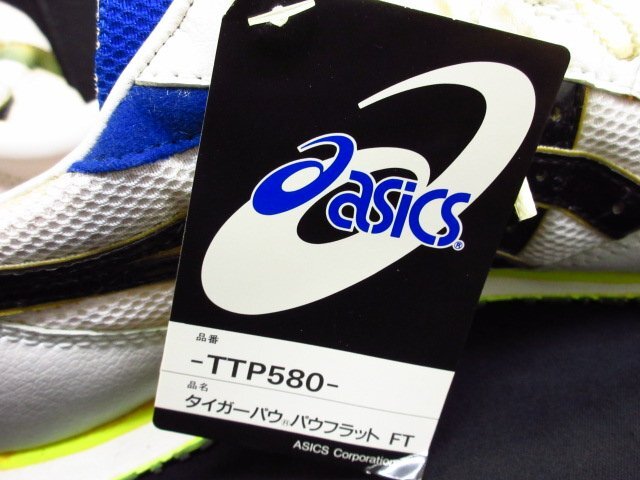 asics®
品番
-TTP580-
品名
タイガーパウ®パウフラット FT
ASICS Corporation